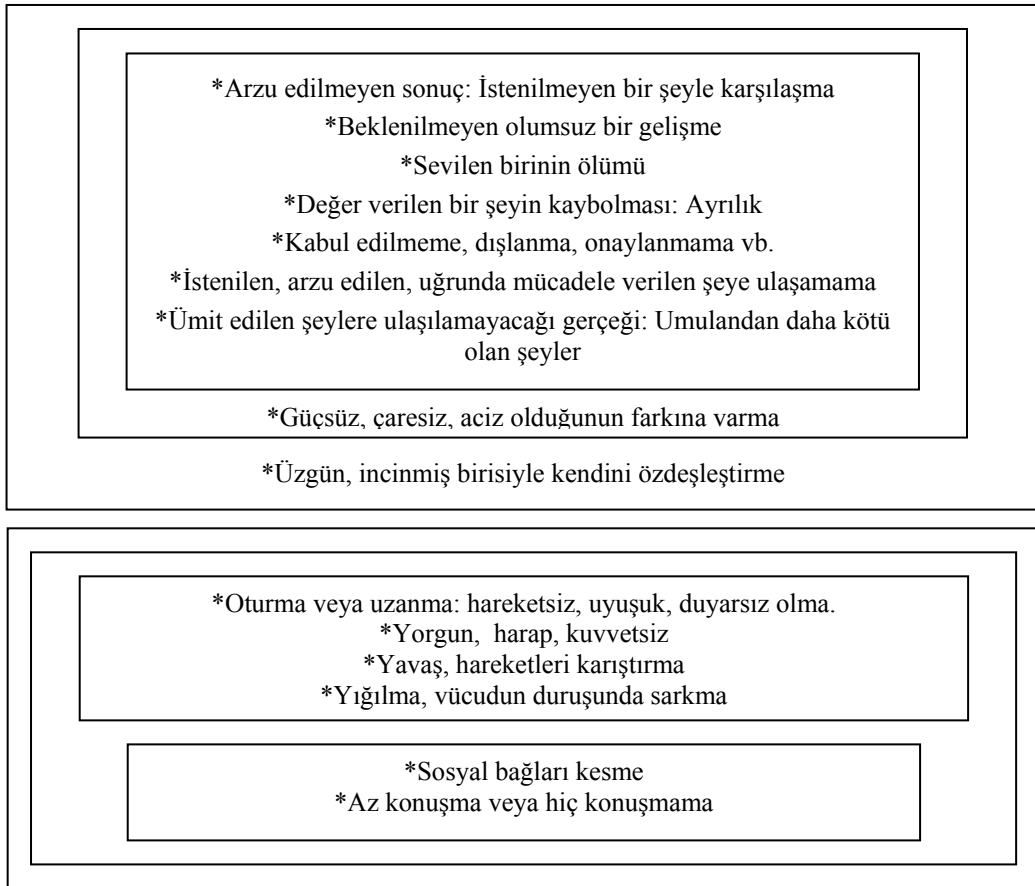 *Arzu edilmeyen sonuç: İstenilmeyen bir şeyle karşılaşma
*Beklenilmeyen olumsuz bir gelişme
*Sevilen birinin ölümü
*Değer verilen bir şeyin kaybolması: Ayrılık
*Kabul edilmeme, dışlanma, onaylanmama vb.
*İstenilen, arzu edilen, uğrunda mücadele verilen şeye ulaşamama
*Ümit edilen şeylere ulaşılamayacağı gerçeği: Umulandan daha kötü
olan şeyler
*Güçsüz, çaresiz, aciz olduğunun farkına varma
*Üzgün, incinmiş birisiyle kendini özdeşleştirme
*Oturma veya uzanma: hareketsiz, uyuşuk, duyarsız olma.
*Yorgun, harap, kuvvetsiz
*Yavaş, hareketleri karıştırma
*Yığılma, vücudun duruşunda sarkma
*Sosyal bağları kesme
*Az konuşma veya hiç konuşmama